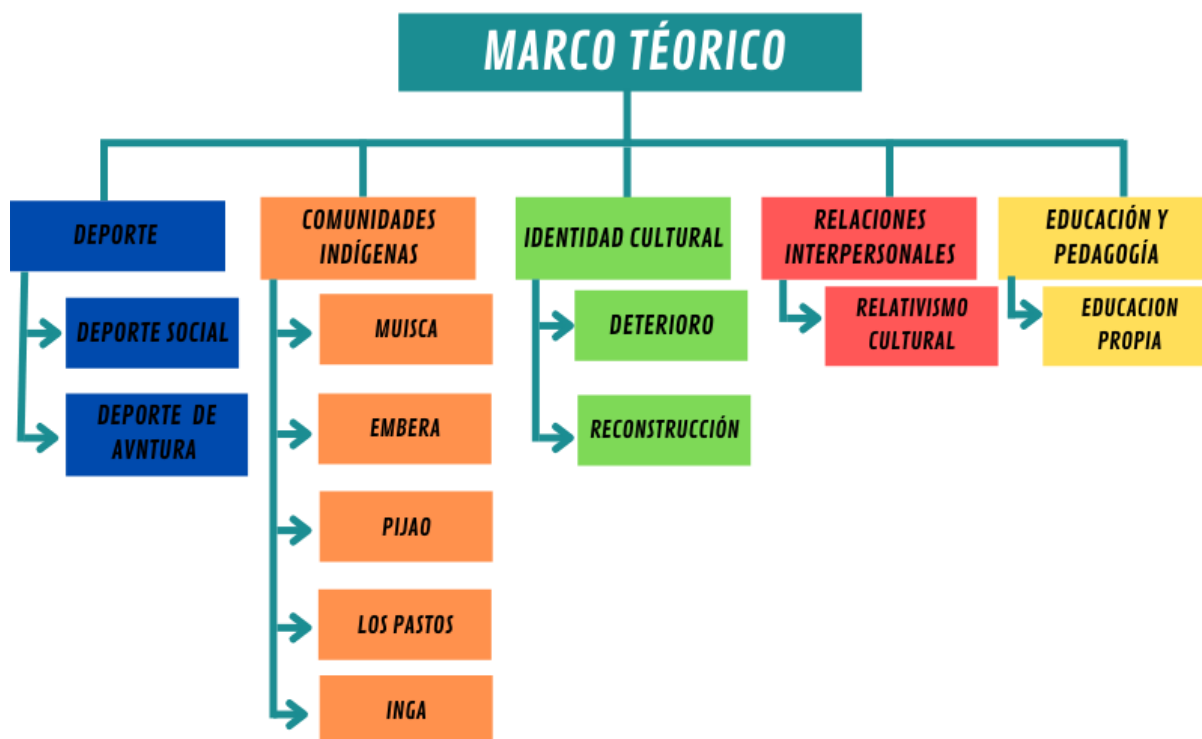 MARCO TÉORICO
DEPORTE
DEPORTE SOCIAL
DEPORTE DE
AVNTURA
COMUNIDADES
INDÍGENAS
MUISCA
EMBERA
PIJAO
LOS PASTOS
INGA
IDENTIDAD CULTURAL
DETERIORO
RECONSTRUCCIÓN
RELACIONES
INTERPERSONALES
RELATIVISMO
CULTURAL
EDUCACIÓN Y
PEDAGOGÍA
EDUCACION
PROPIA